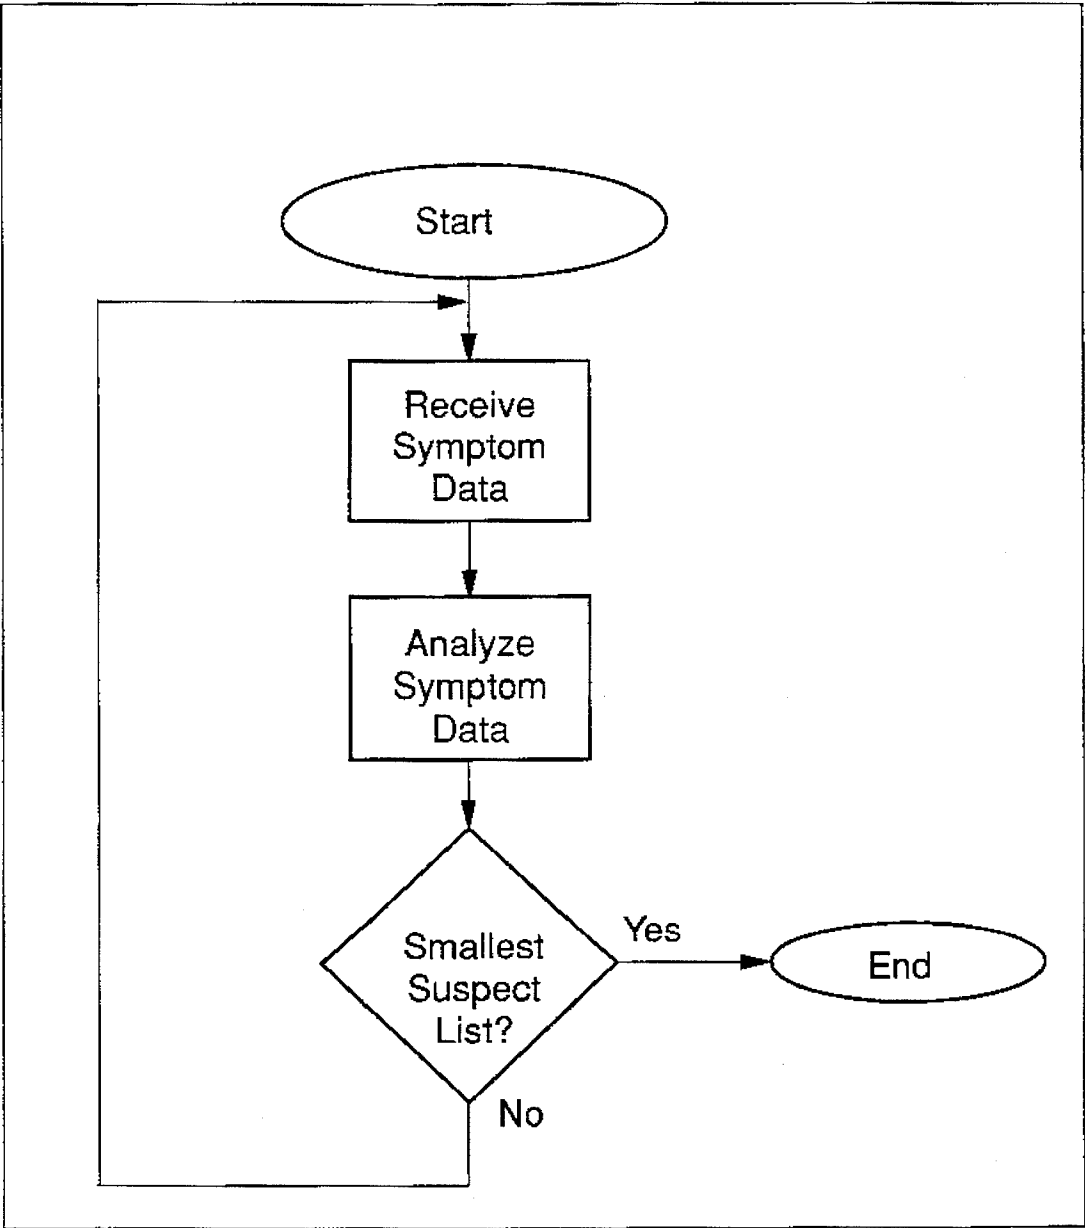 Start
Receive
Symptom
Data
Analyze
Symptom
Data
Smallest
Suspect
List?
Yes
End
No